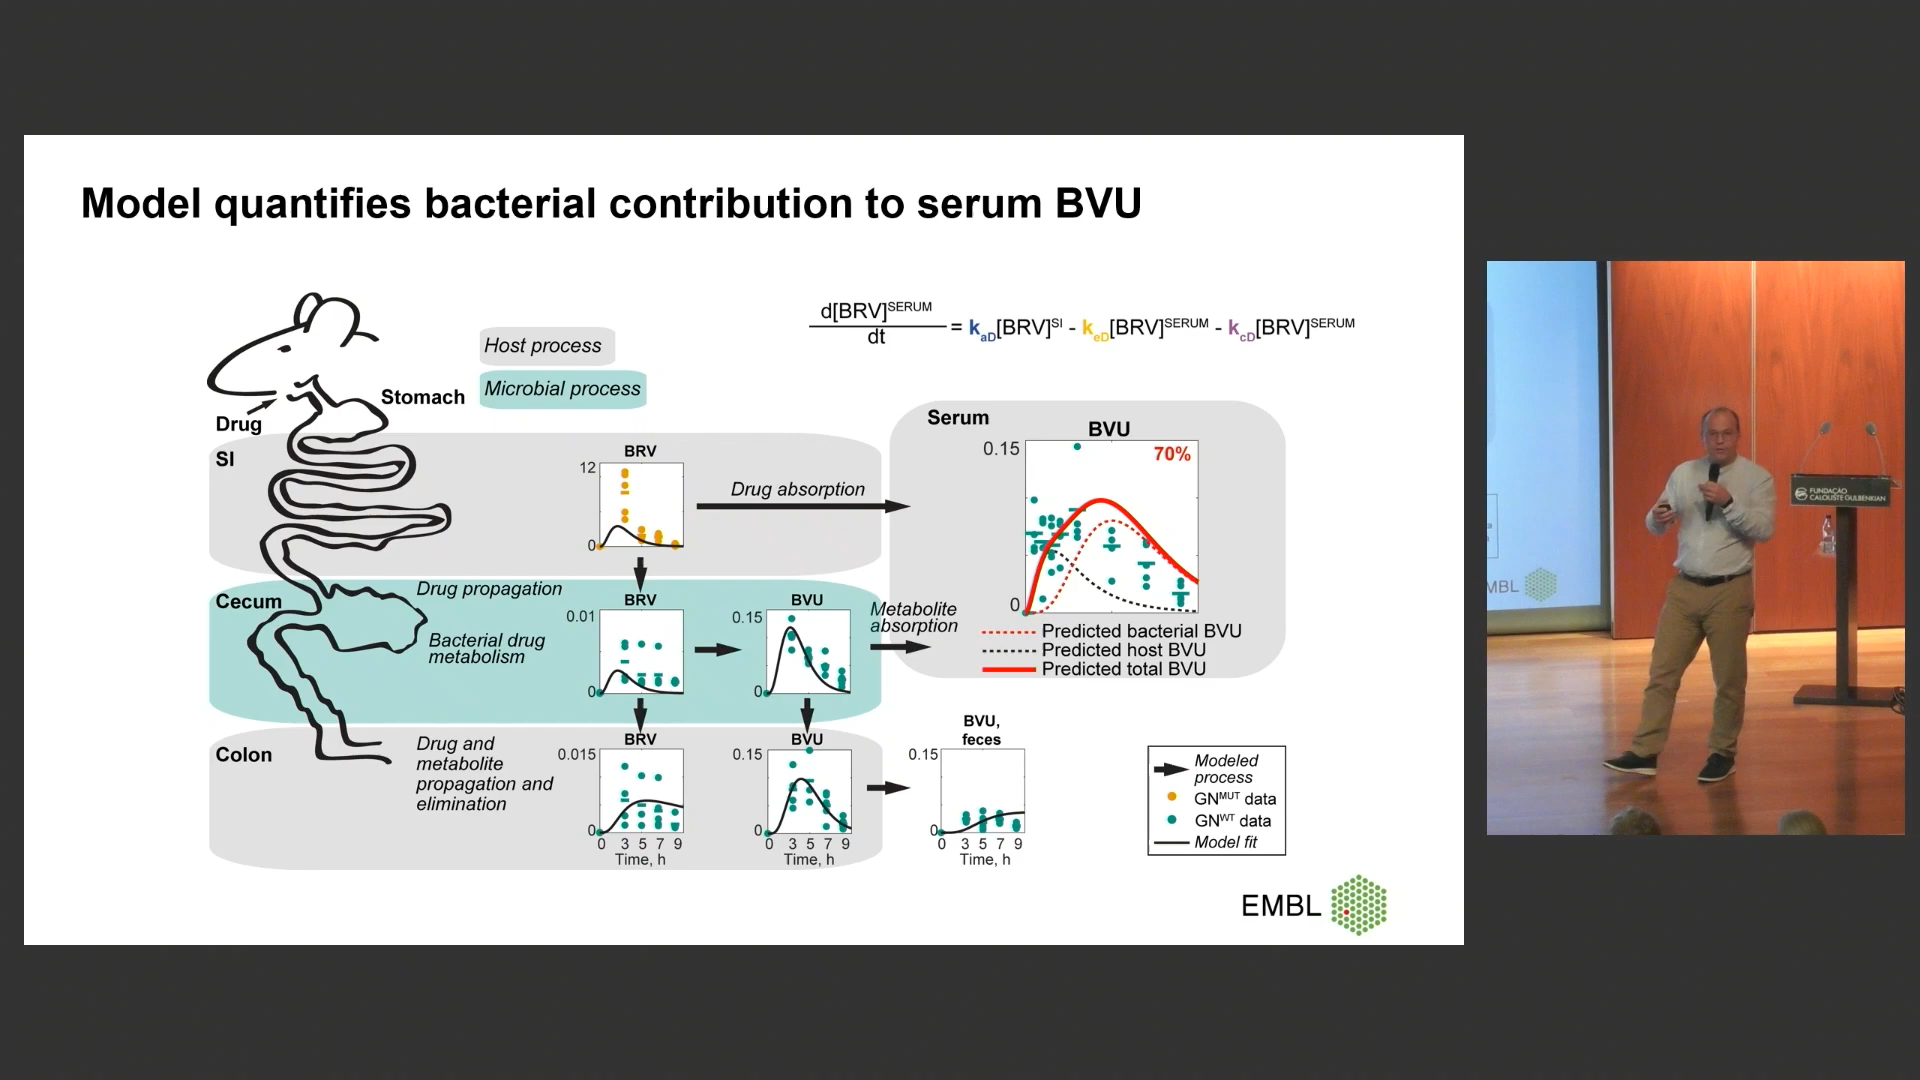 Model quantifies bacterial contribution to serum BVU
d[BRV]SERUM
dt
= kaD[BRV]SI - keD[BRV]SERUM - kcD[BRV]SERUM
Host process
Microbial process
Stomach
Drug
SI
BRV
12
0
Drug absorption
Serum
BVU
0.15
70%
0
Predicted bacterial BVU
Predicted host BVU
Predicted total BVU
Cecum
Drug propagation
Bacterial drug
metabolism
BRV
0.01
0
BVU
0.15
0
Metabolite
absorption
Colon
Drug and
metabolite
propagation and
elimination
BRV
0.015
0
0 3 5 7 9
Time, h
BVU
0.15
0
0 3 5 7 9
Time, h
BVU,
feces
0.15
0
0 3 5 7 9
Time, h
Modeled
process
GNMUT data
GNWT data
Model fit
EMBL
FUNDAÇÃO
CALOUSTE GULBENKIAN